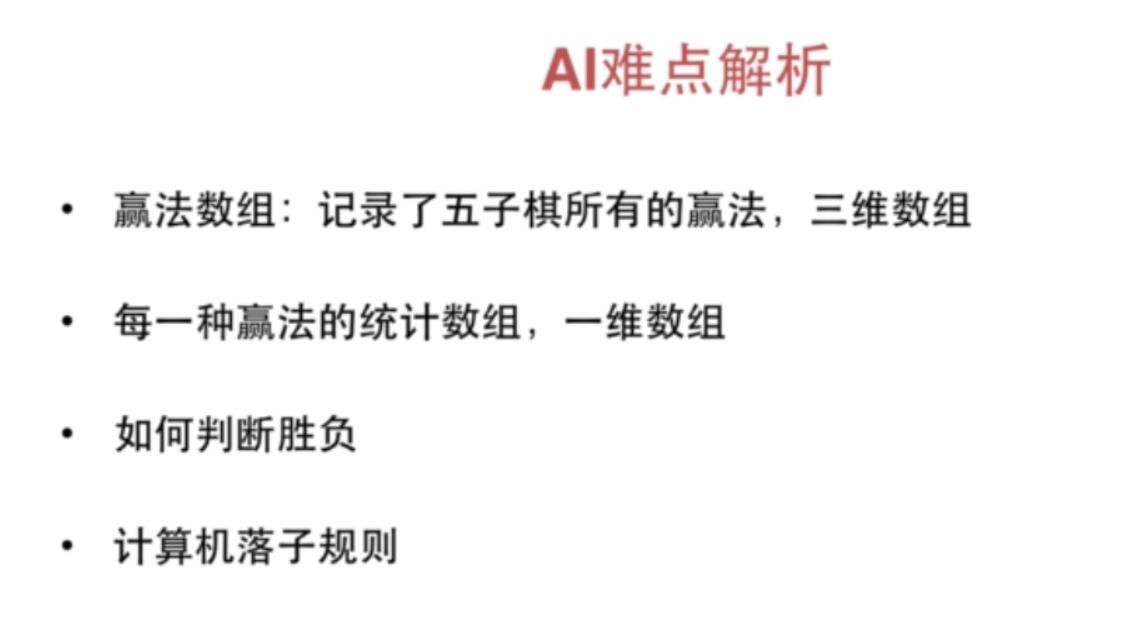 AI难点解析
• 赢法数组：记录了五子棋所有的赢法，三维数组
• 每一种赢法的统计数组，一维数组
• 如何判断胜负
• 计算机落子规则